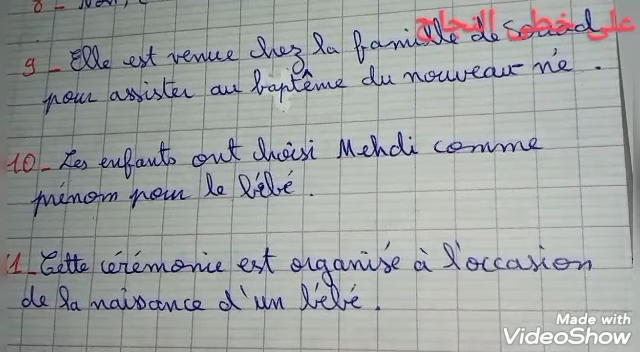 8 - Non,
على خطى النجاح
9 - Elle est venue chez la famille de Souad
pour assister au baptême du nouveau né.
10 - Les enfants ont choisi Mehdi comme
prénom pour le bébé.
11 - Cette cérémonie est organisé à l'occasion
de la naissance d'un bébé.
Made with
VideoShow